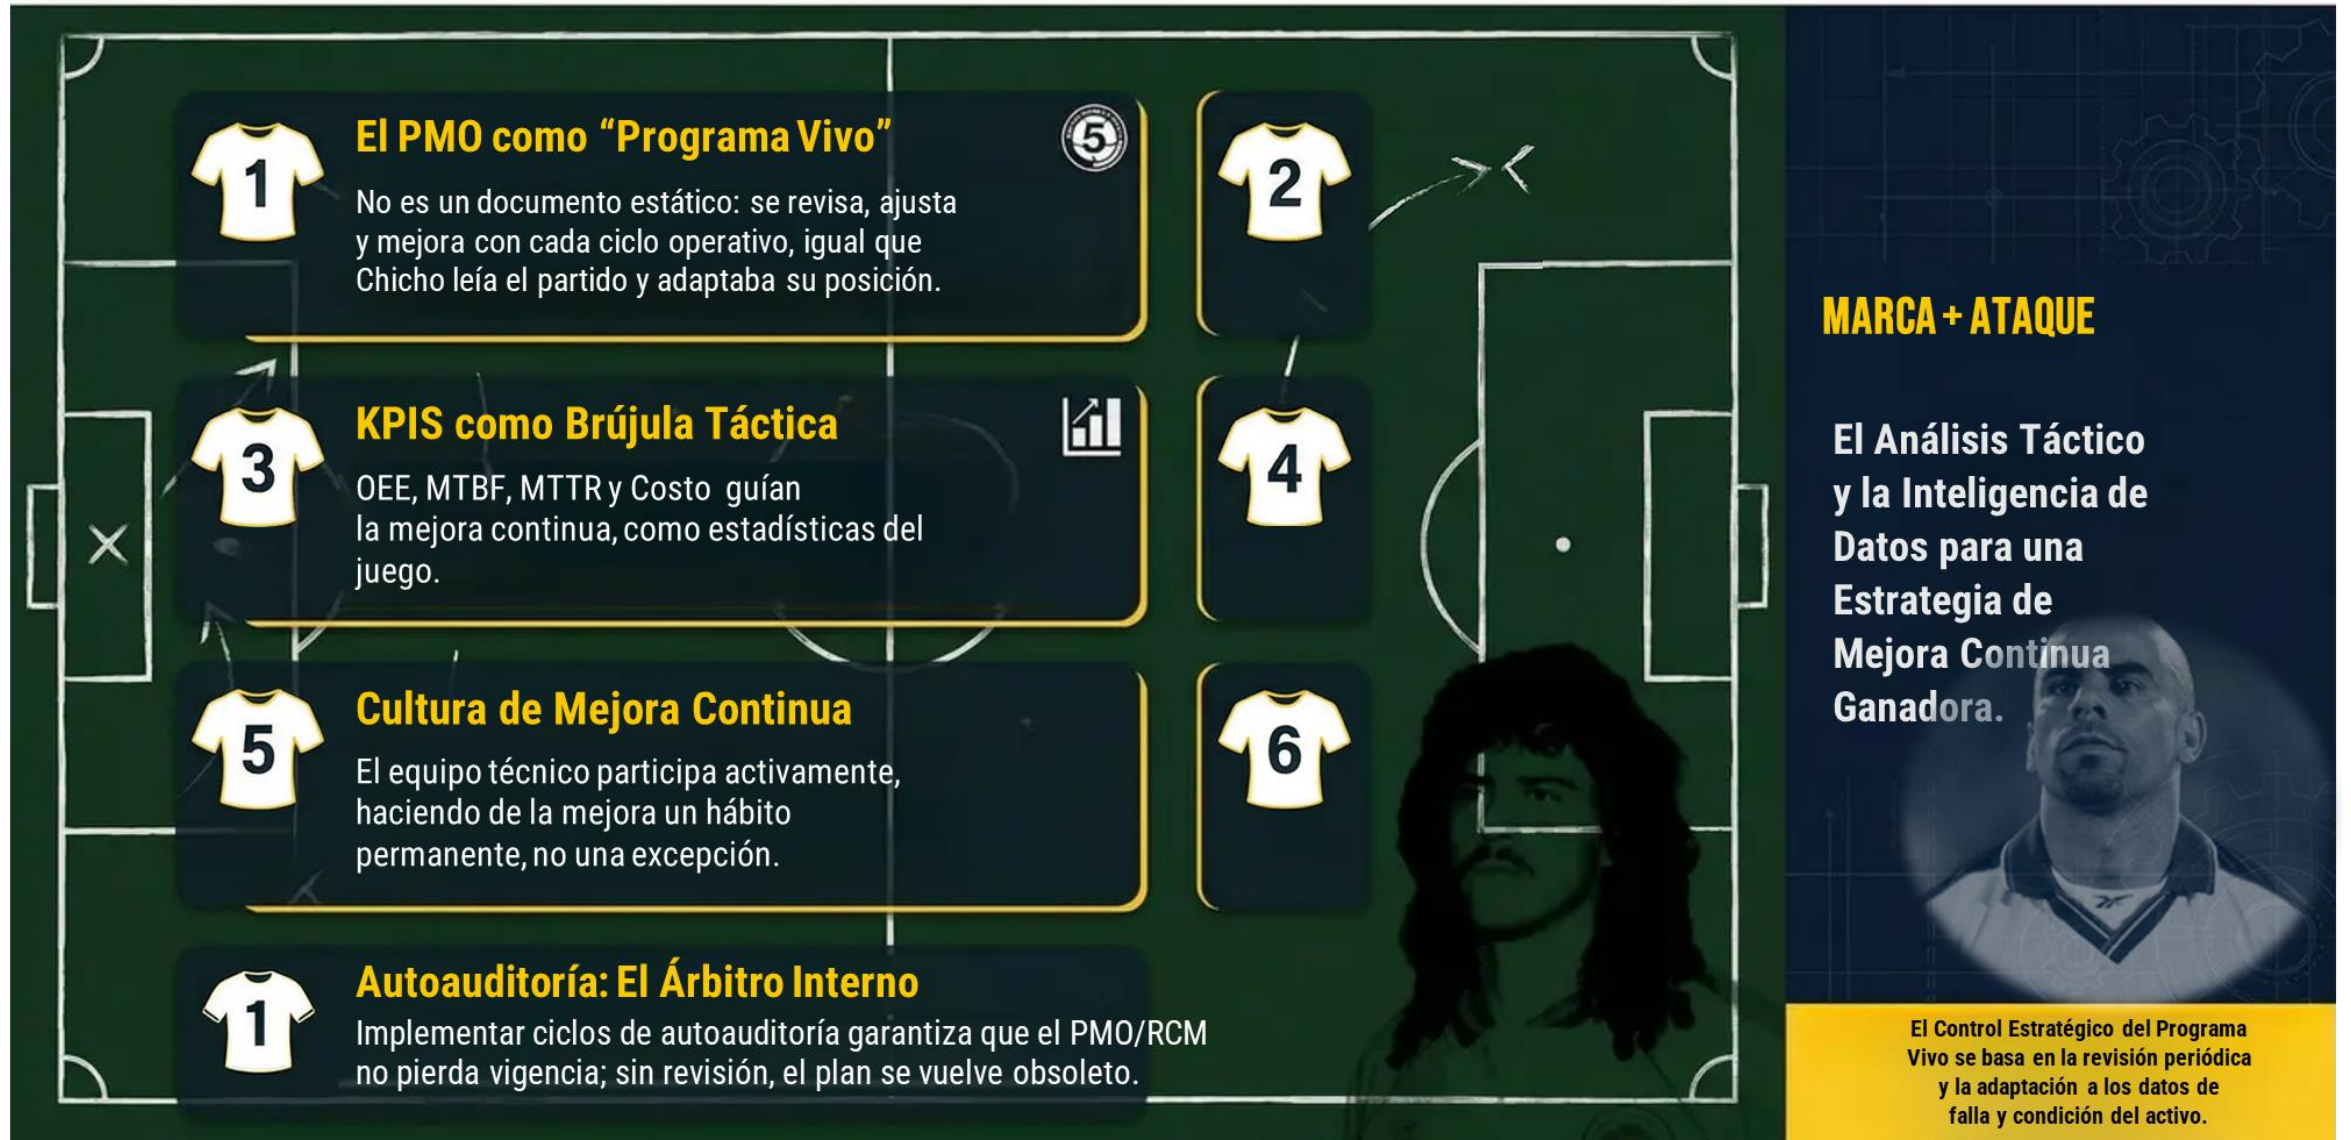 1
El PMO como “Programa Vivo”
5
No es un documento estático: se revisa, ajusta
y mejora con cada ciclo operativo, igual que
Chicho leía el partido y adaptaba su posición.
2
3
KPIS como Brújula Táctica
OEE, MTBF, MTTR y Costo guían
la mejora continua, como estadísticas del
juego.
4
5
Cultura de Mejora Continua
El equipo técnico participa activamente,
haciendo de la mejora un hábito
permanente, no una excepción.
6
1
Autoauditoría: El Árbitro Interno
Implementar ciclos de autoauditoría garantiza que el PMO/RCM
no pierda vigencia; sin revisión, el plan se vuelve obsoleto.
MARCA + ATAQUE
El Análisis Táctico
y la Inteligencia de
Datos para una
Estrategia de
Mejora Continua
Ganadora.
El Control Estratégico del Programa
Vivo se basa en la revisión periódica
y la adaptación a los datos de
falla y condición del activo.